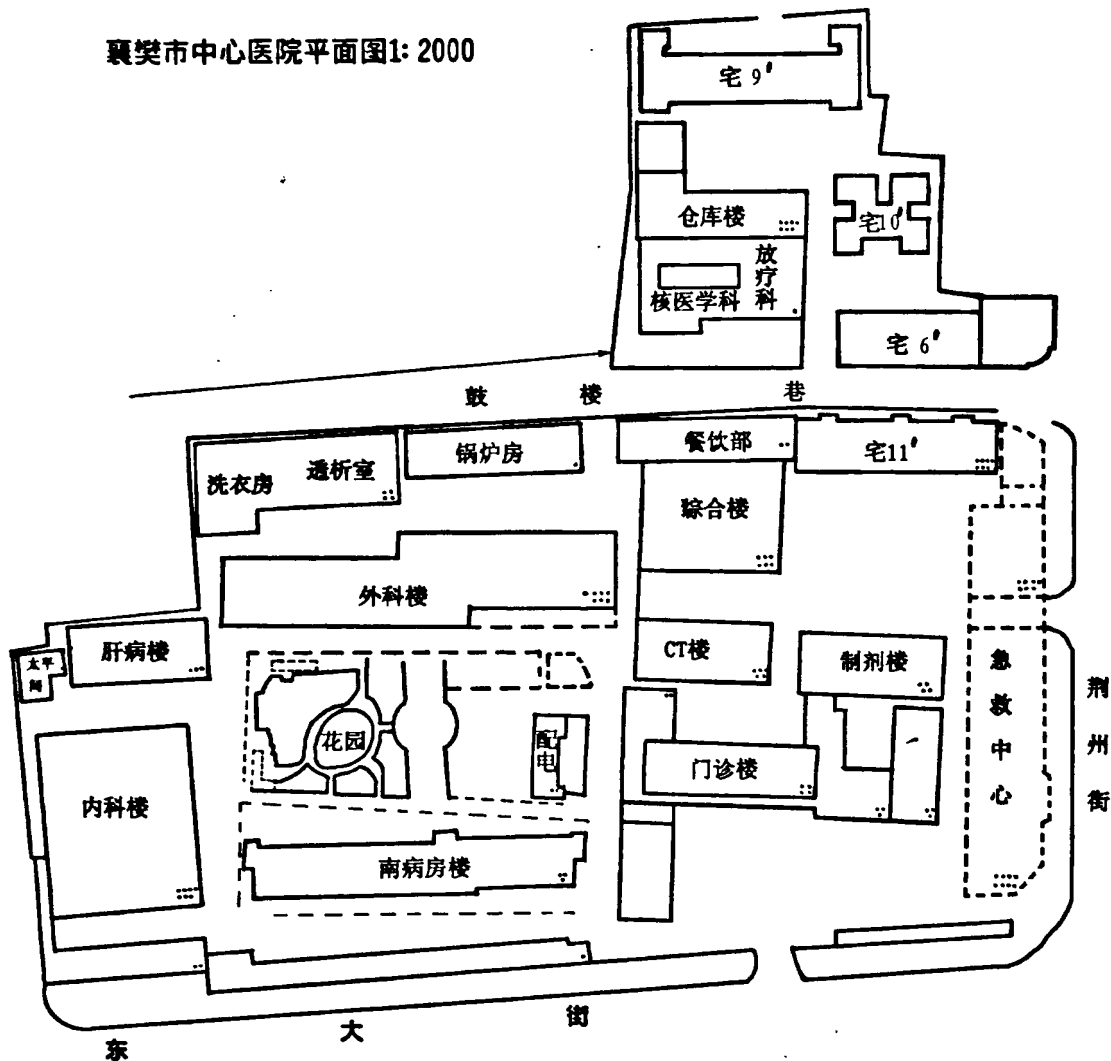 襄樊市中心医院平面图1:2000
宅 9#
仓库楼
宅10#
放疗科
核医学科
宅 6#
鼓楼巷
洗衣房
透析室
锅炉房
餐饮部
宅11#
综合楼
外科楼
太平间
肝病楼
CT楼
制剂楼
急救中心
荆州街
花园
配电
门诊楼
内科楼
南病房楼
东大街